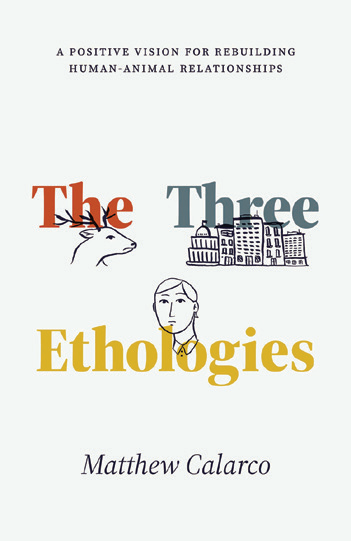 A POSITIVE VISION FOR REBUILDING
HUMAN-ANIMAL RELATIONSHIPS
The Three
Ethologies
Matthew Calarco